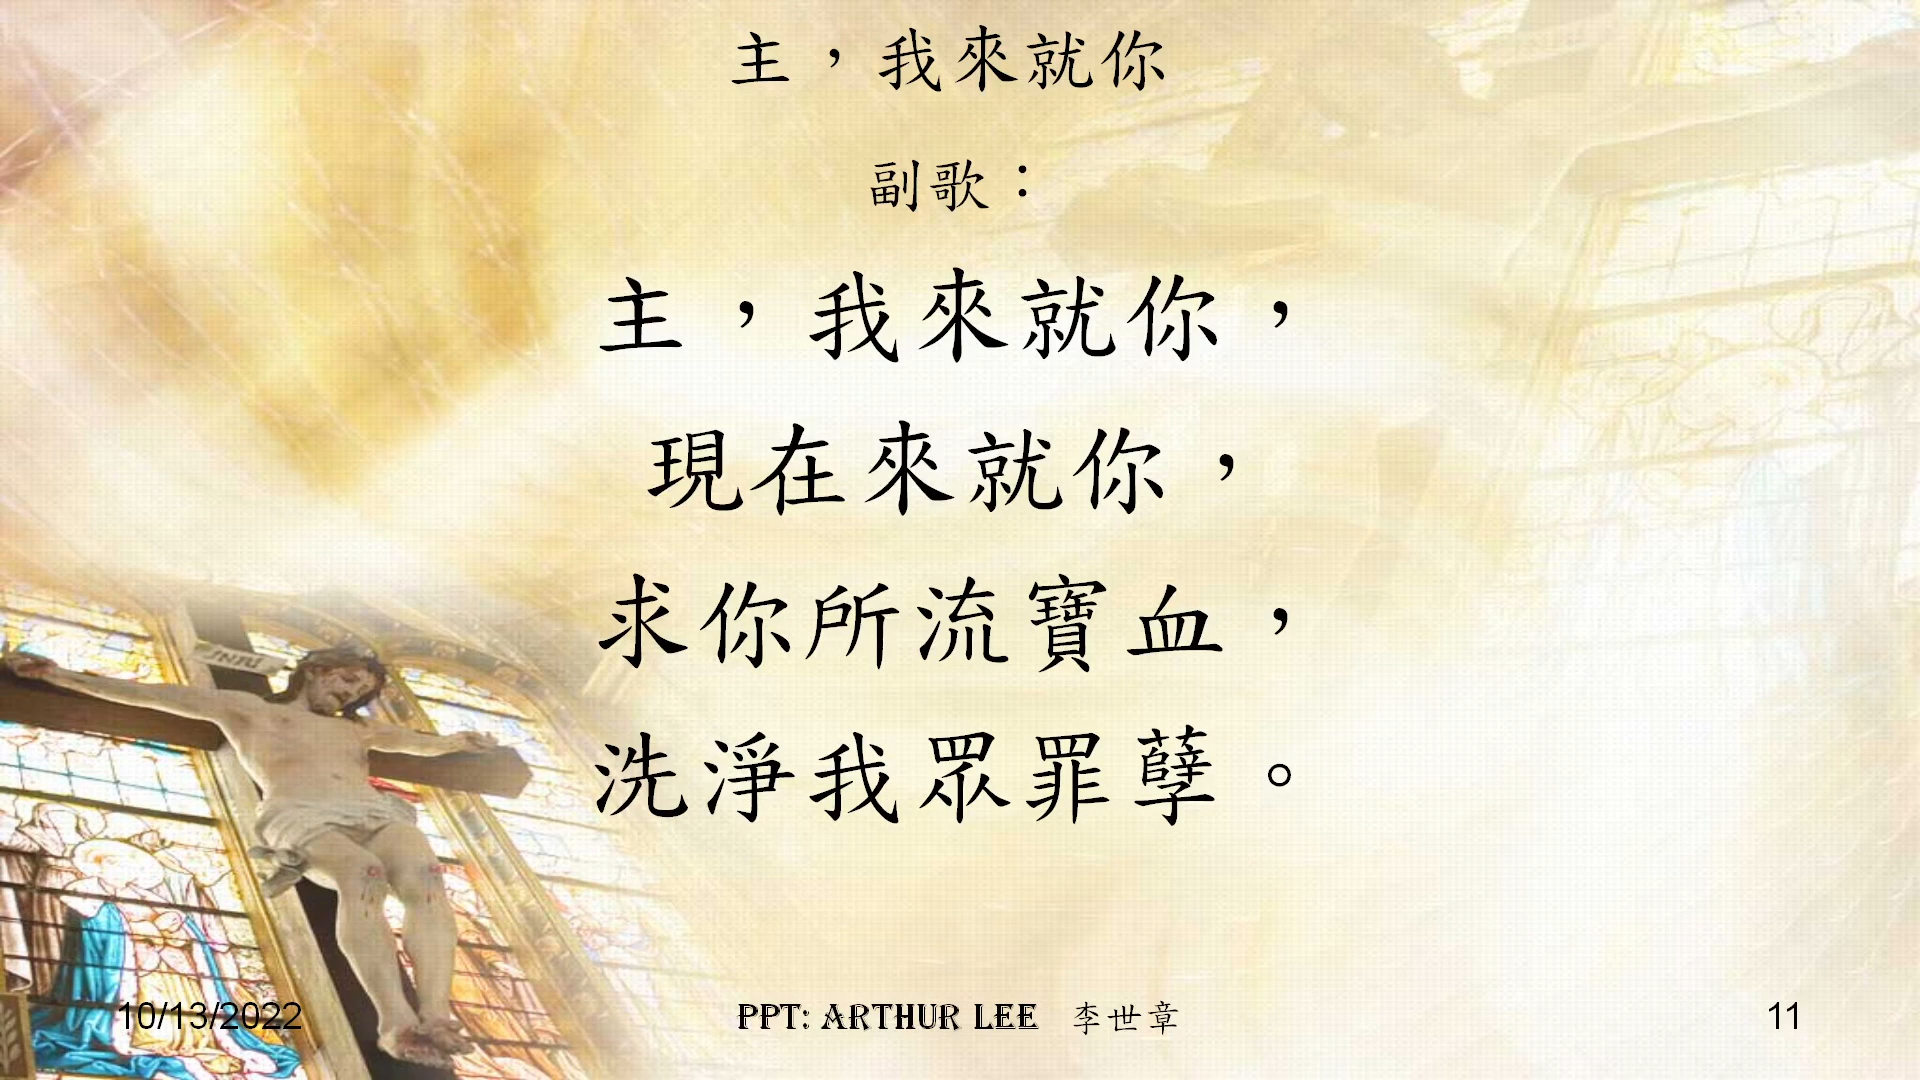 主，我來就你
副歌：
主，我來就你，
現在來就你，
求你所流寶血，
洗淨我眾罪孽。
10/13/2022
PPT: ARTHUR LEE 李世章
11